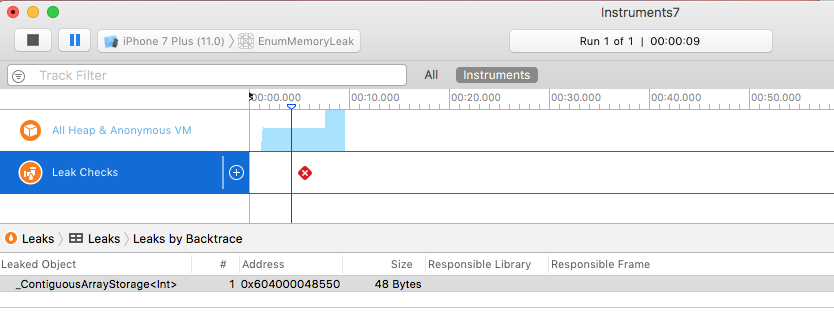 Instruments7
iPhone 7 Plus (11.0) EnumMemoryLeak
Run 1 of 1 | 00:00:09
Track Filter
All Instruments
00:00.000 00:10.000 00:20.000 00:30.000 00:40.000 00:50.000
All Heap & Anonymous VM
Leak Checks
Leaks Leaks Leaks by Backtrace
Leaked Object # Address Size Responsible Library Responsible Frame
_ContiguousArrayStorage<Int> 1 0x604000048550 48 Bytes